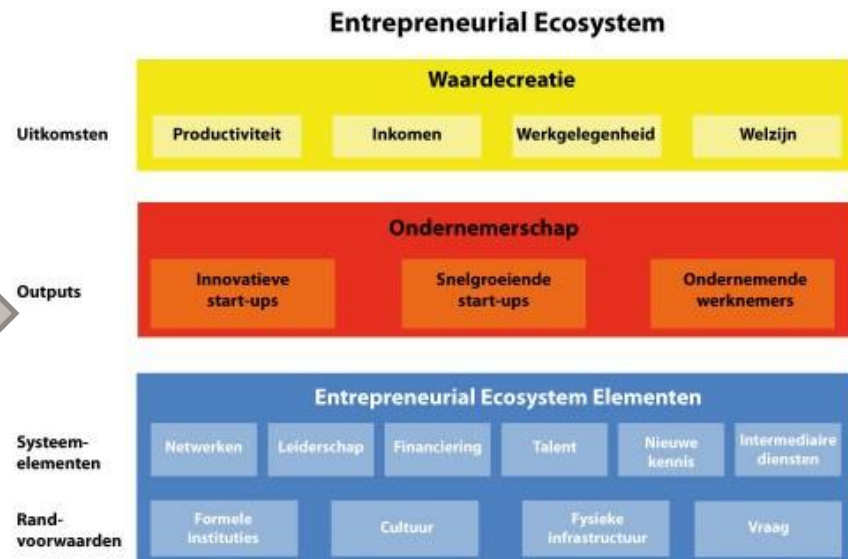 Entrepreneurial Ecosystem
Waardecreatie
Uitkomsten
Productiviteit
Inkomen
Werkgelegenheid
Welzijn
Ondernemerschap
Outputs
Innovatieve
start-ups
Snelgroeiende
start-ups
Ondernemende
werknemers
Entrepreneurial Ecosystem Elementen
Systeem-
elementen
Netwerken
Leiderschap
Financiering
Talent
Nieuwe
kennis
Intermediaire
diensten
Rand-
voorwaarden
Formele
instituties
Cultuur
Fysieke
infrastructuur
Vraag